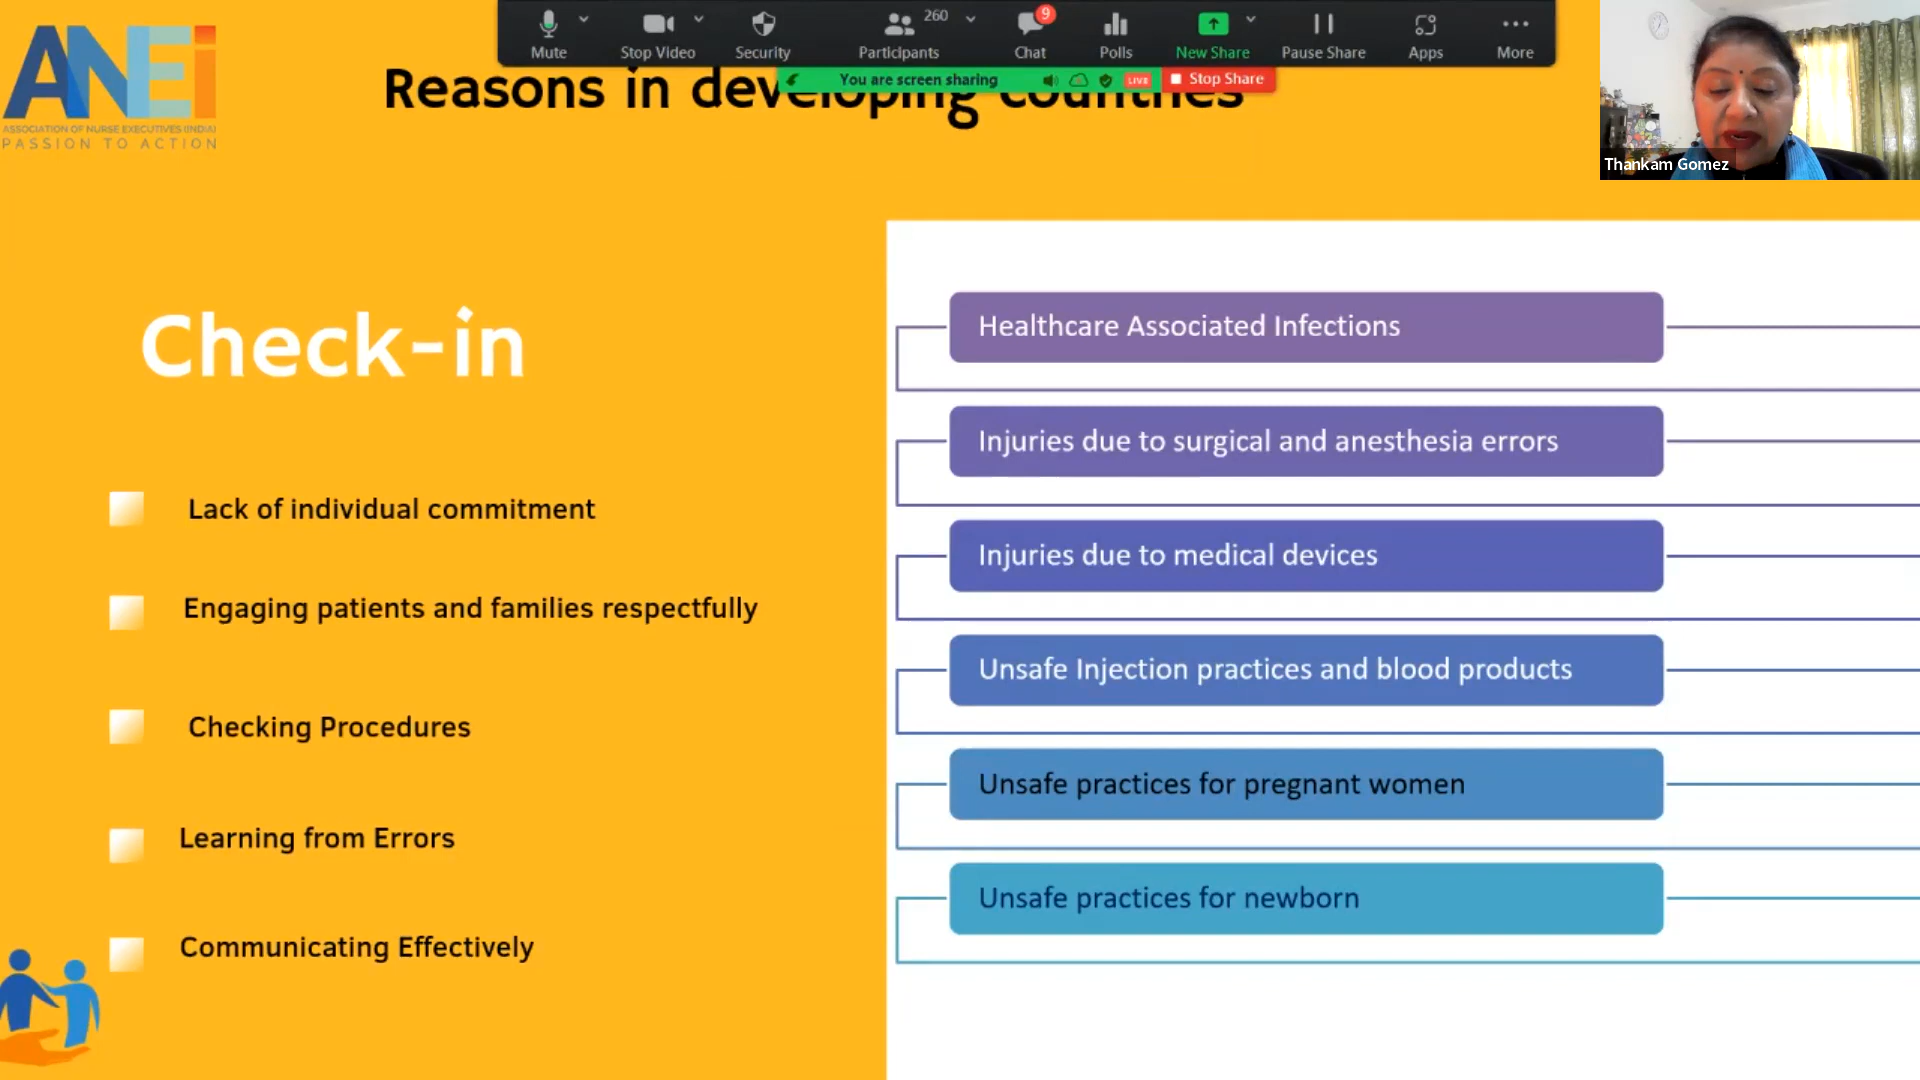 260
9
Mute
Stop Video
Security
Participants
Chat
Polls
New Share
Pause Share
Apps
More
You are screen sharing
LIVE
Stop Share
ANEi
ASSOCIATION OF NURSE EXECUTIVES (INDIA)
PASSION TO ACTION
Reasons in developing countries
Thankam Gomez
Check-in
Lack of individual commitment
Engaging patients and families respectfully
Checking Procedures
Learning from Errors
Communicating Effectively
Healthcare Associated Infections
Injuries due to surgical and anesthesia errors
Injuries due to medical devices
Unsafe Injection practices and blood products
Unsafe practices for pregnant women
Unsafe practices for newborn